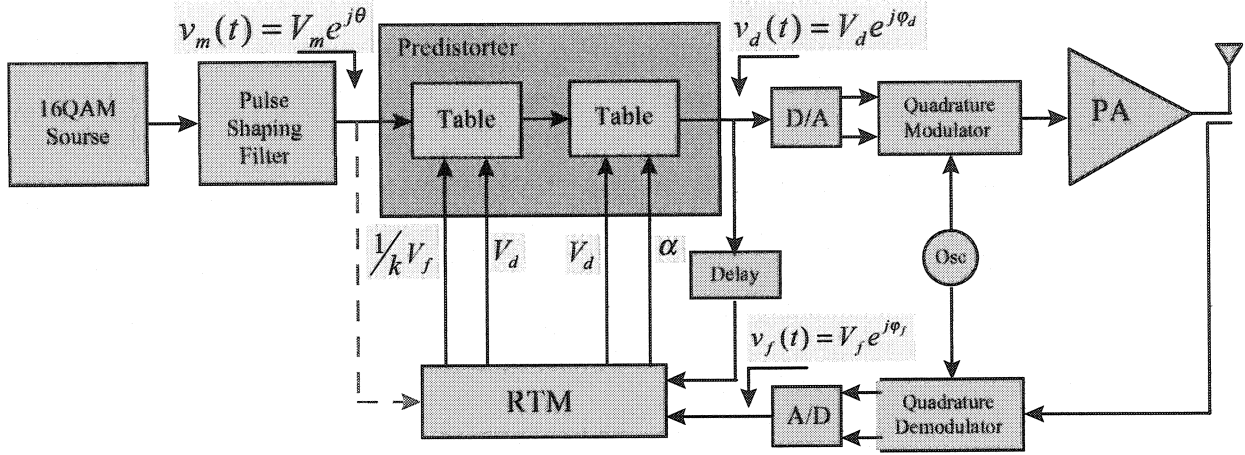 v_m(t) = V_m e^{jθ}
v_d(t) = V_d e^{jφ_d}
Predistorter
16QAM
Sourse
Pulse
Shaping
Filter
Table
Table
D/A
Quadrature
Modulator
PA
1/k V_f
V_d
V_d
α
Delay
Osc
v_f(t) = V_f e^{jφ_f}
RTM
A/D
Quadrature
Demodulator